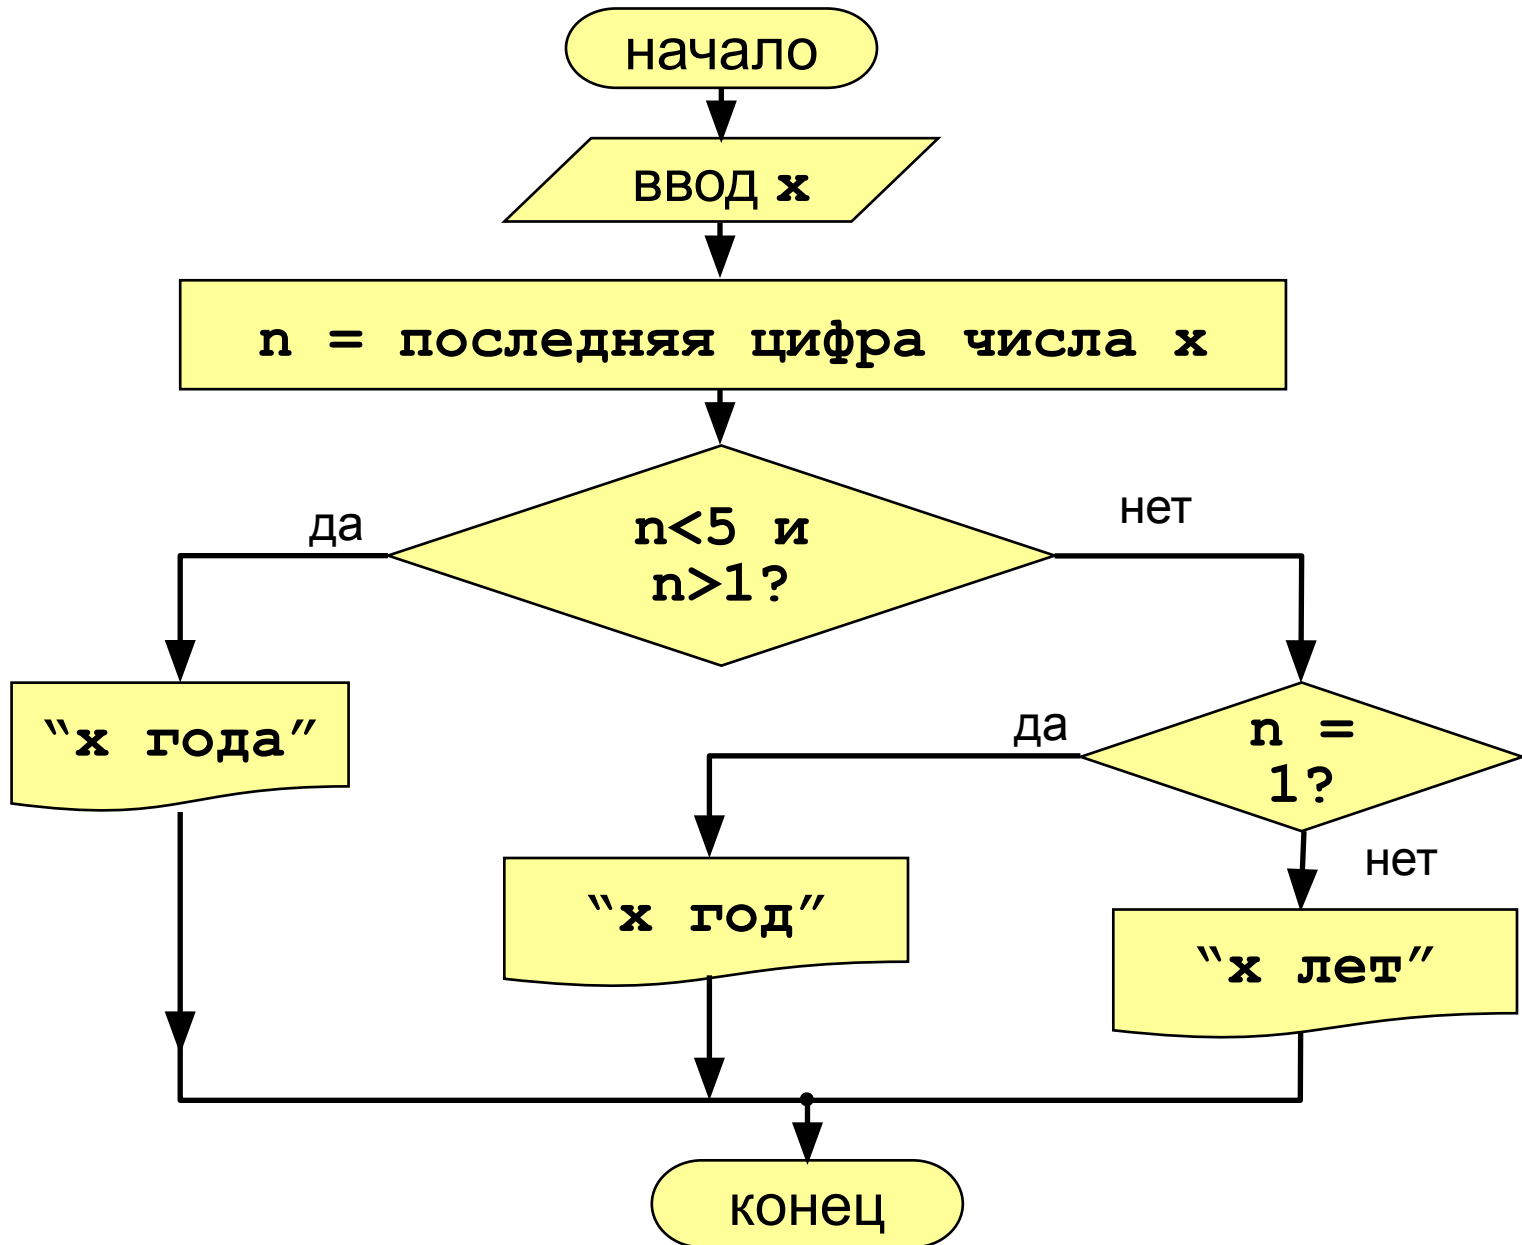 начало
ввод x
n = последняя цифра числа x
да
n<5 и
n>1?
нет
“x года”
да
n =
1?
“x год”
нет
“x лет”
конец